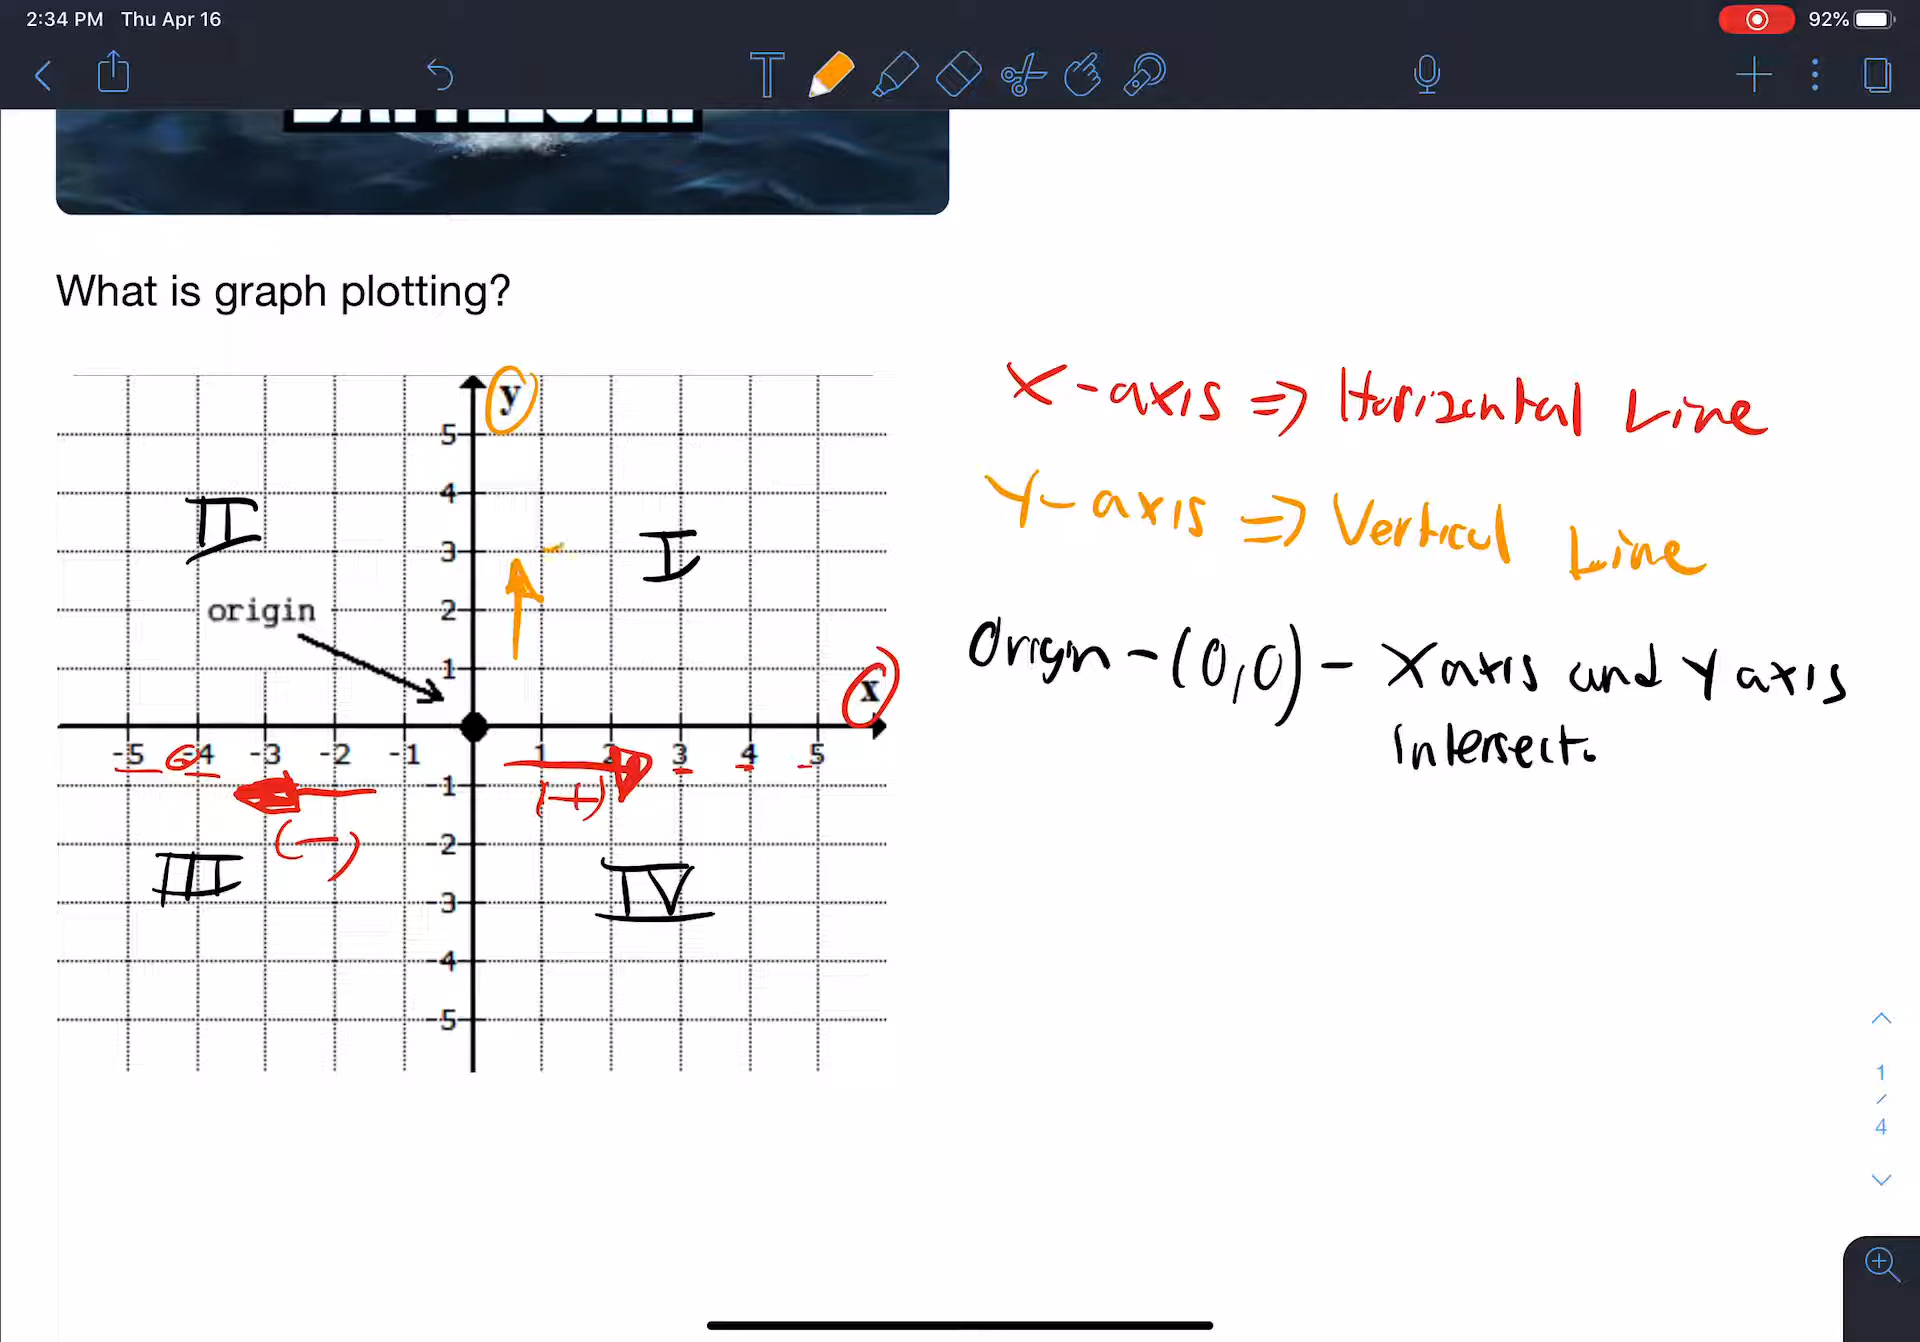 2:34 PM Thu Apr 16
92%
What is graph plotting?
y
5
4
3
2
1
x
-5 -4 -3 -2 -1 1 2 3 4 5
-1
-2
-3
-4
-5
origin
II
I
III
IV
(-)
(+)
X-axis => Horizontal Line
Y-axis => Vertical Line
Origin - (0,0) - X axis and Y axis
intersect.
1
/
4